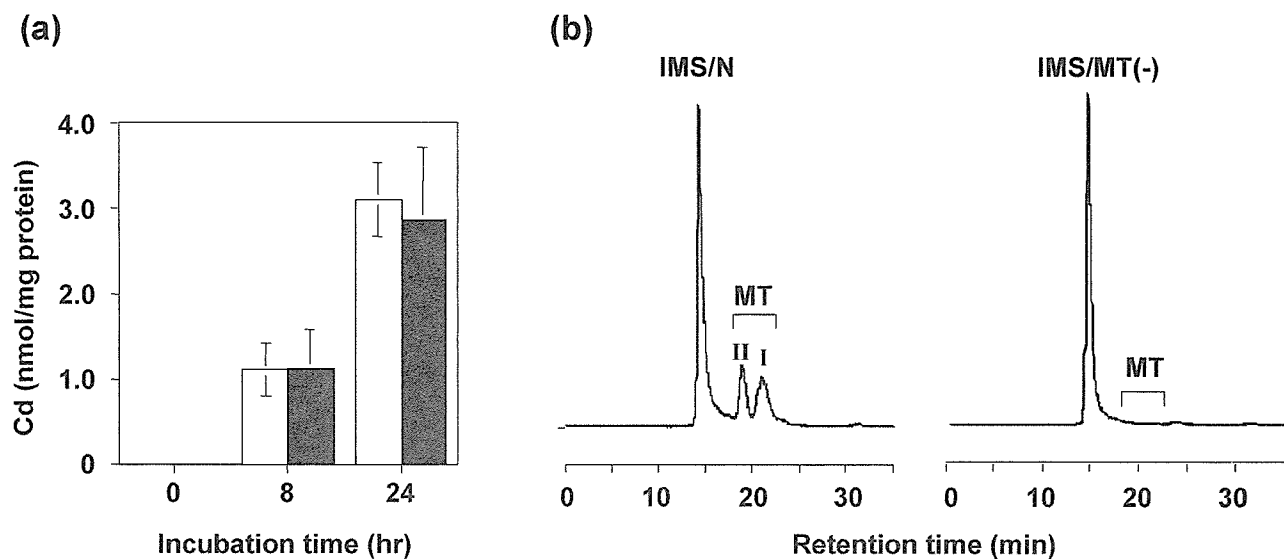 (a)
Cd (nmol/mg protein)
4.0
3.0
2.0
1.0
0
0 8 24
Incubation time (hr)
(b)
IMS/N
MT
II I
0 10 20 30
IMS/MT(-)
MT
0 10 20 30
Retention time (min)